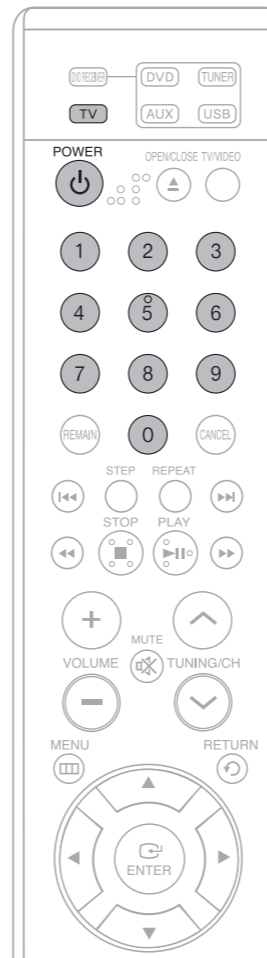 DVD RECEIVER DVD TUNER
TV AUX USB
POWER OPEN/CLOSE TV/VIDEO
1 2 3
4 5 6
7 8 9
REMAIN 0 CANCEL
STEP REPEAT
STOP PLAY
MUTE
VOLUME TUNING/CH
MENU RETURN
ENTER